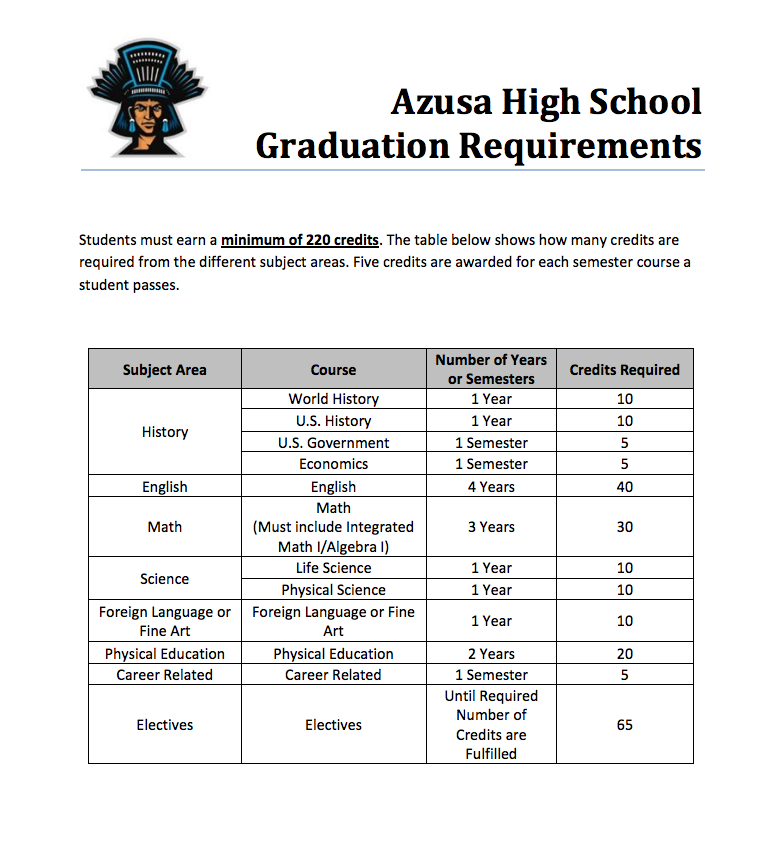 Azusa High School
Graduation Requirements
Students must earn a minimum of 220 credits. The table below shows how many credits are
required from the different subject areas. Five credits are awarded for each semester course a
student passes.
Subject Area Course Number of Years or Semesters Credits Required
History World History 1 Year 10
U.S. History 1 Year 10
U.S. Government 1 Semester 5
Economics 1 Semester 5
English English 4 Years 40
Math Math (Must include Integrated Math I/Algebra I) 3 Years 30
Science Life Science 1 Year 10
Physical Science 1 Year 10
Foreign Language or Fine Art Foreign Language or Fine Art 1 Year 10
Physical Education Physical Education 2 Years 20
Career Related Career Related 1 Semester 5
Electives Electives Until Required Number of Credits are Fulfilled 65